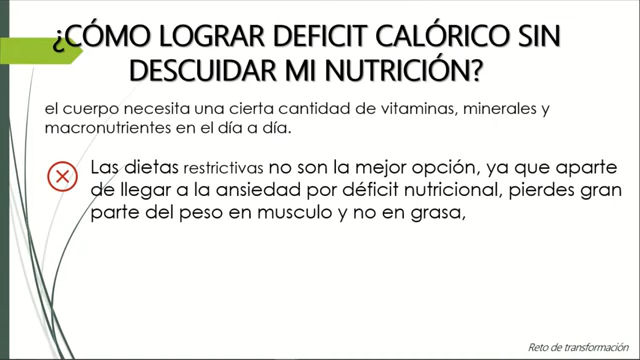 ¿CÓMO LOGRAR DEFICIT CALÓRICO SIN
DESCUIDAR MI NUTRICIÓN?
el cuerpo necesita una cierta cantidad de vitaminas, minerales y
macronutrientes en el día a día.
Las dietas restrictivas no son la mejor opción, ya que aparte
de llegar a la ansiedad por déficit nutricional, pierdes gran
parte del peso en musculo y no en grasa,
Reto de transformación